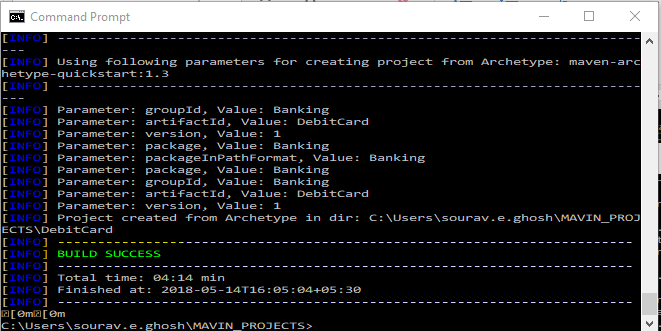 Command Prompt
[INFO] ------------------------------------------------------------------------
---
[INFO] Using following parameters for creating project from Archetype: maven-arc
hetype-quickstart:1.3
[INFO] ------------------------------------------------------------------------
---
[INFO] Parameter: groupId, Value: Banking
[INFO] Parameter: artifactId, Value: DebitCard
[INFO] Parameter: version, Value: 1
[INFO] Parameter: package, Value: Banking
[INFO] Parameter: packageInPathFormat, Value: Banking
[INFO] Parameter: package, Value: Banking
[INFO] Parameter: groupId, Value: Banking
[INFO] Parameter: artifactId, Value: DebitCard
[INFO] Parameter: version, Value: 1
[INFO] Project created from Archetype in dir: C:\Users\sourav.e.ghosh\MAVIN_PROJ
ECTS\DebitCard
[INFO] ------------------------------------------------------------------------
[INFO] BUILD SUCCESS
[INFO] ------------------------------------------------------------------------
[INFO] Total time: 04:14 min
[INFO] Finished at: 2018-05-14T16:05:04+05:30
[INFO] ------------------------------------------------------------------------
[0m[0m
C:\Users\sourav.e.ghosh\MAVIN_PROJECTS>